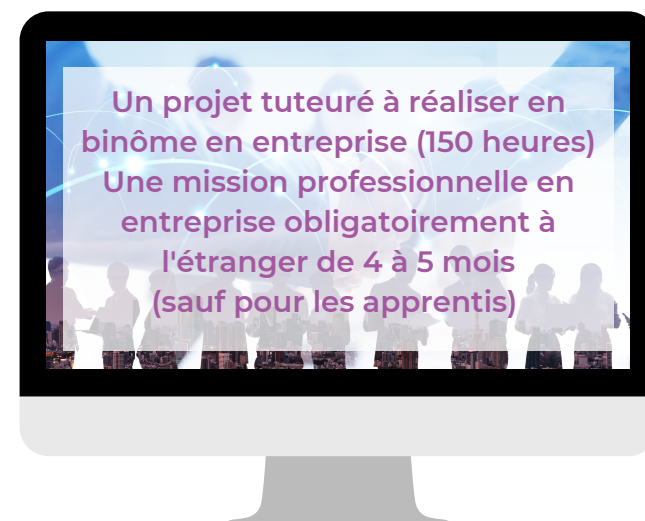 Un projet tuteuré à réaliser en
binôme en entreprise (150 heures)
Une mission professionnelle en
entreprise obligatoirement à
l'étranger de 4 à 5 mois
(sauf pour les apprentis)